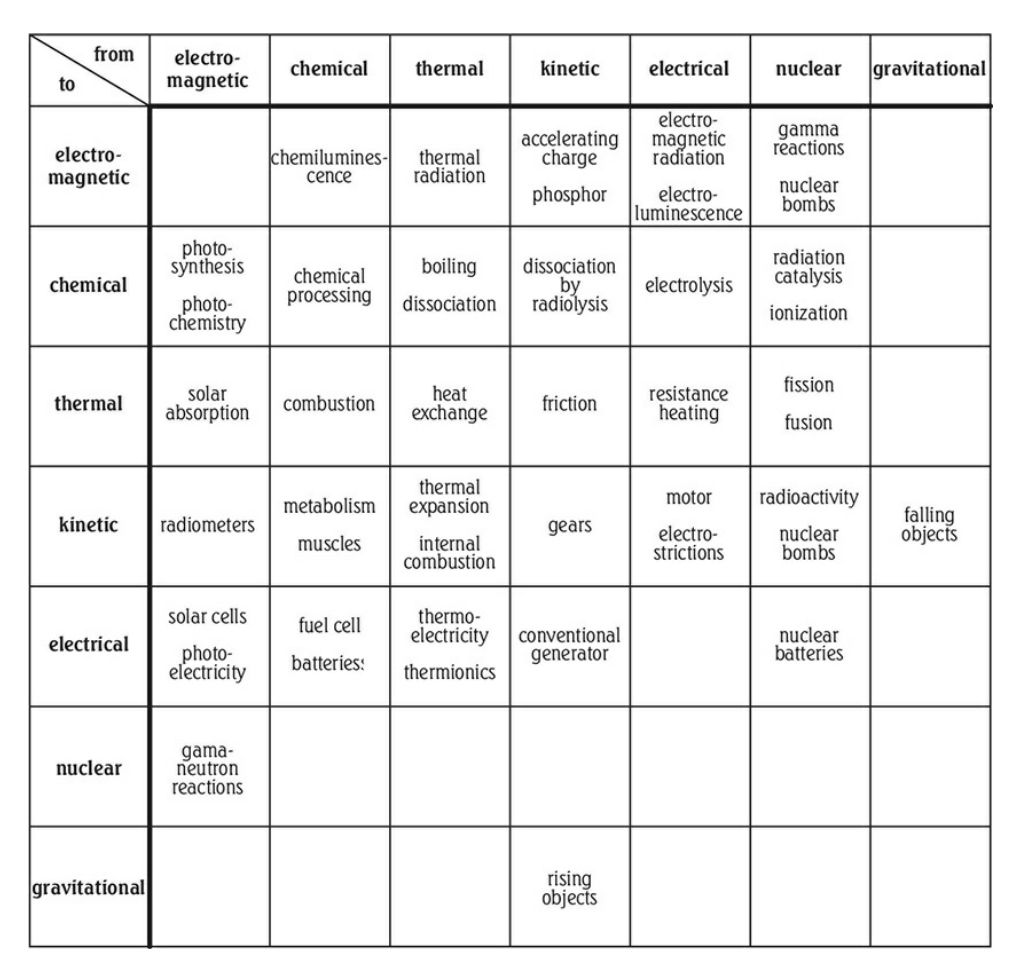 from
to
electro-
magnetic
chemical
thermal
kinetic
electrical
nuclear
gravitational
electro-
magnetic
chemilumines-
cence
thermal
radiation
accelerating
charge
phosphor
electro-
magnetic
radiation
electro-
luminescence
gamma
reactions
nuclear
bombs
chemical
photo-
synthesis
photo-
chemistry
chemical
processing
boiling
dissociation
dissociation
by
radiolysis
electrolysis
radiation
catalysis
ionization
thermal
solar
absorption
combustion
heat
exchange
friction
resistance
heating
fission
fusion
kinetic
radiometers
metabolism
muscles
thermal
expansion
internal
combustion
gears
motor
electro-
strictions
radioactivity
nuclear
bombs
falling
objects
electrical
solar cells
photo-
electricity
fuel cell
batteries:
thermo-
electricity
thermionics
conventional
generator
nuclear
batteries
nuclear
gama-
neutron
reactions
gravitational
rising
objects